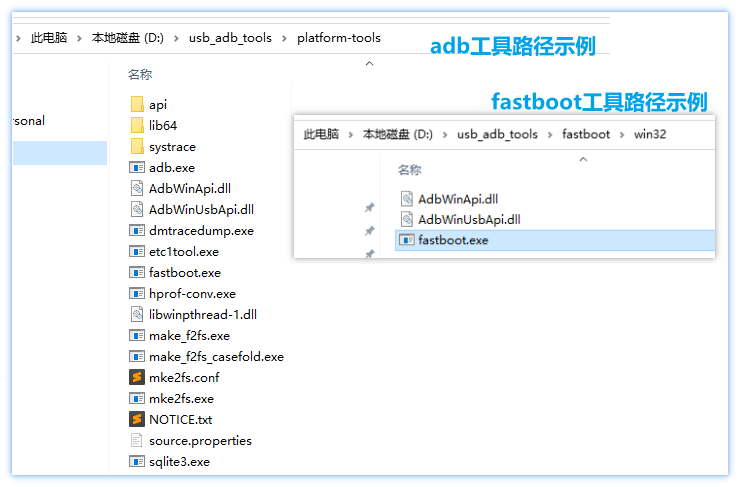 此电脑 > 本地磁盘 (D:) > usb_adb_tools > platform-tools
adb工具路径示例
名称
sonal
api
lib64
systrace
adb.exe
AdbWinApi.dll
AdbWinUsbApi.dll
dmtracedump.exe
etc1tool.exe
fastboot.exe
hprof-conv.exe
libwinpthread-1.dll
make_f2fs.exe
make_f2fs_casefold.exe
mke2fs.conf
mke2fs.exe
NOTICE.txt
source.properties
sqlite3.exe
fastboot工具路径示例
此电脑 > 本地磁盘 (D:) > usb_adb_tools > fastboot > win32
名称
AdbWinApi.dll
AdbWinUsbApi.dll
fastboot.exe